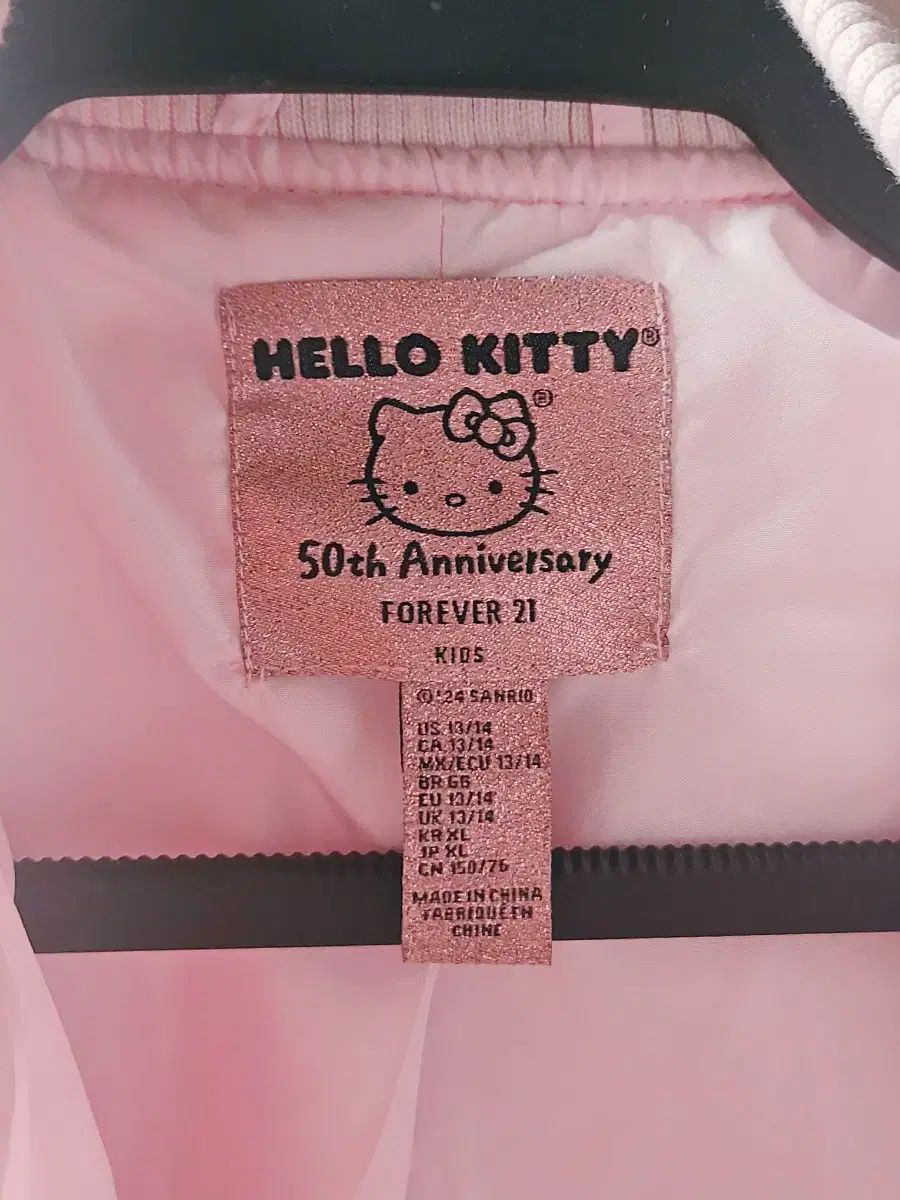 HELLO KITTY®
®
50th Anniversary
FOREVER 21
KIDS
©'24 SANRIO
US 13/14
CA 13/14
MX/ECU 13/14
BR GG
EU 13/14
UK 13/14
KR XL
JP XL
CN 150/76
MADE IN CHINA
FABRIQUÉ EN
CHINE